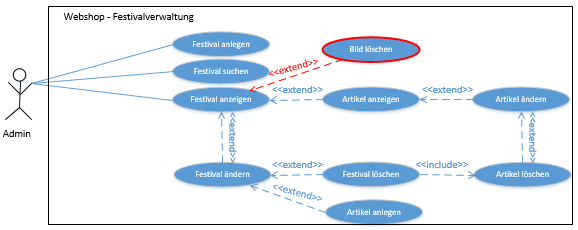 Webshop - Festivalverwaltung
Festival anlegen
Bild löschen
<<extend>>
Festival suchen
Festival anzeigen
<<extend>>
Artikel anzeigen
<<extend>>
Artikel ändern
Admin
<<extend>>
<<extend>>
Festival ändern
<<extend>>
Festival löschen
<<include>>
Artikel löschen
<<extend>>
Artikel anlegen